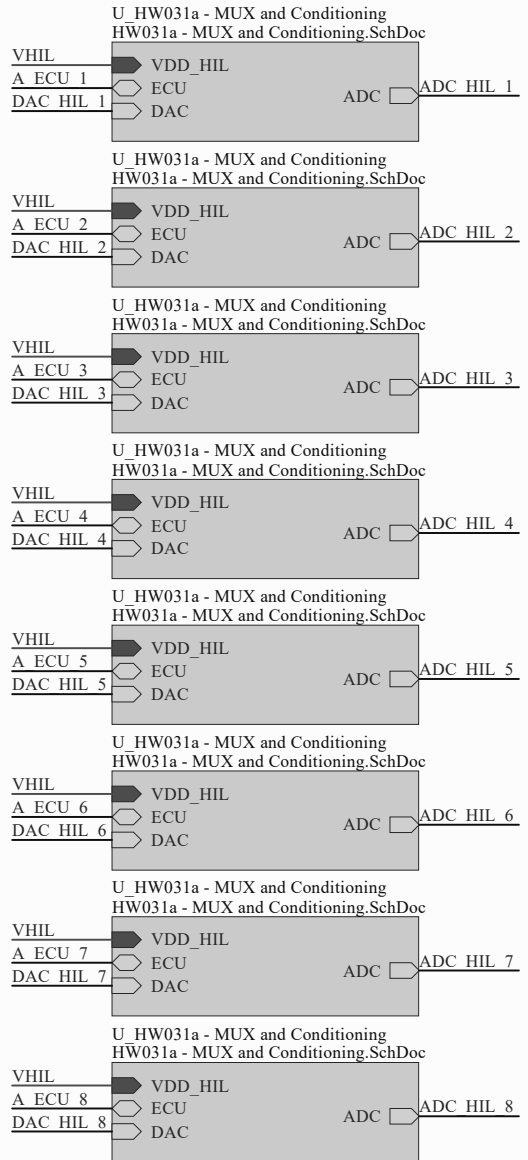 U_HW031a - MUX and Conditioning
HW031a - MUX and Conditioning.SchDoc
VHIL
VDD_HIL
A_ECU_1
ECU
ADC
ADC_HIL_1
DAC_HIL_1
DAC
U_HW031a - MUX and Conditioning
HW031a - MUX and Conditioning.SchDoc
VHIL
VDD_HIL
A_ECU_2
ECU
ADC
ADC_HIL_2
DAC_HIL_2
DAC
U_HW031a - MUX and Conditioning
HW031a - MUX and Conditioning.SchDoc
VHIL
VDD_HIL
A_ECU_3
ECU
ADC
ADC_HIL_3
DAC_HIL_3
DAC
U_HW031a - MUX and Conditioning
HW031a - MUX and Conditioning.SchDoc
VHIL
VDD_HIL
A_ECU_4
ECU
ADC
ADC_HIL_4
DAC_HIL_4
DAC
U_HW031a - MUX and Conditioning
HW031a - MUX and Conditioning.SchDoc
VHIL
VDD_HIL
A_ECU_5
ECU
ADC
ADC_HIL_5
DAC_HIL_5
DAC
U_HW031a - MUX and Conditioning
HW031a - MUX and Conditioning.SchDoc
VHIL
VDD_HIL
A_ECU_6
ECU
ADC
ADC_HIL_6
DAC_HIL_6
DAC
U_HW031a - MUX and Conditioning
HW031a - MUX and Conditioning.SchDoc
VHIL
VDD_HIL
A_ECU_7
ECU
ADC
ADC_HIL_7
DAC_HIL_7
DAC
U_HW031a - MUX and Conditioning
HW031a - MUX and Conditioning.SchDoc
VHIL
VDD_HIL
A_ECU_8
ECU
ADC
ADC_HIL_8
DAC_HIL_8
DAC